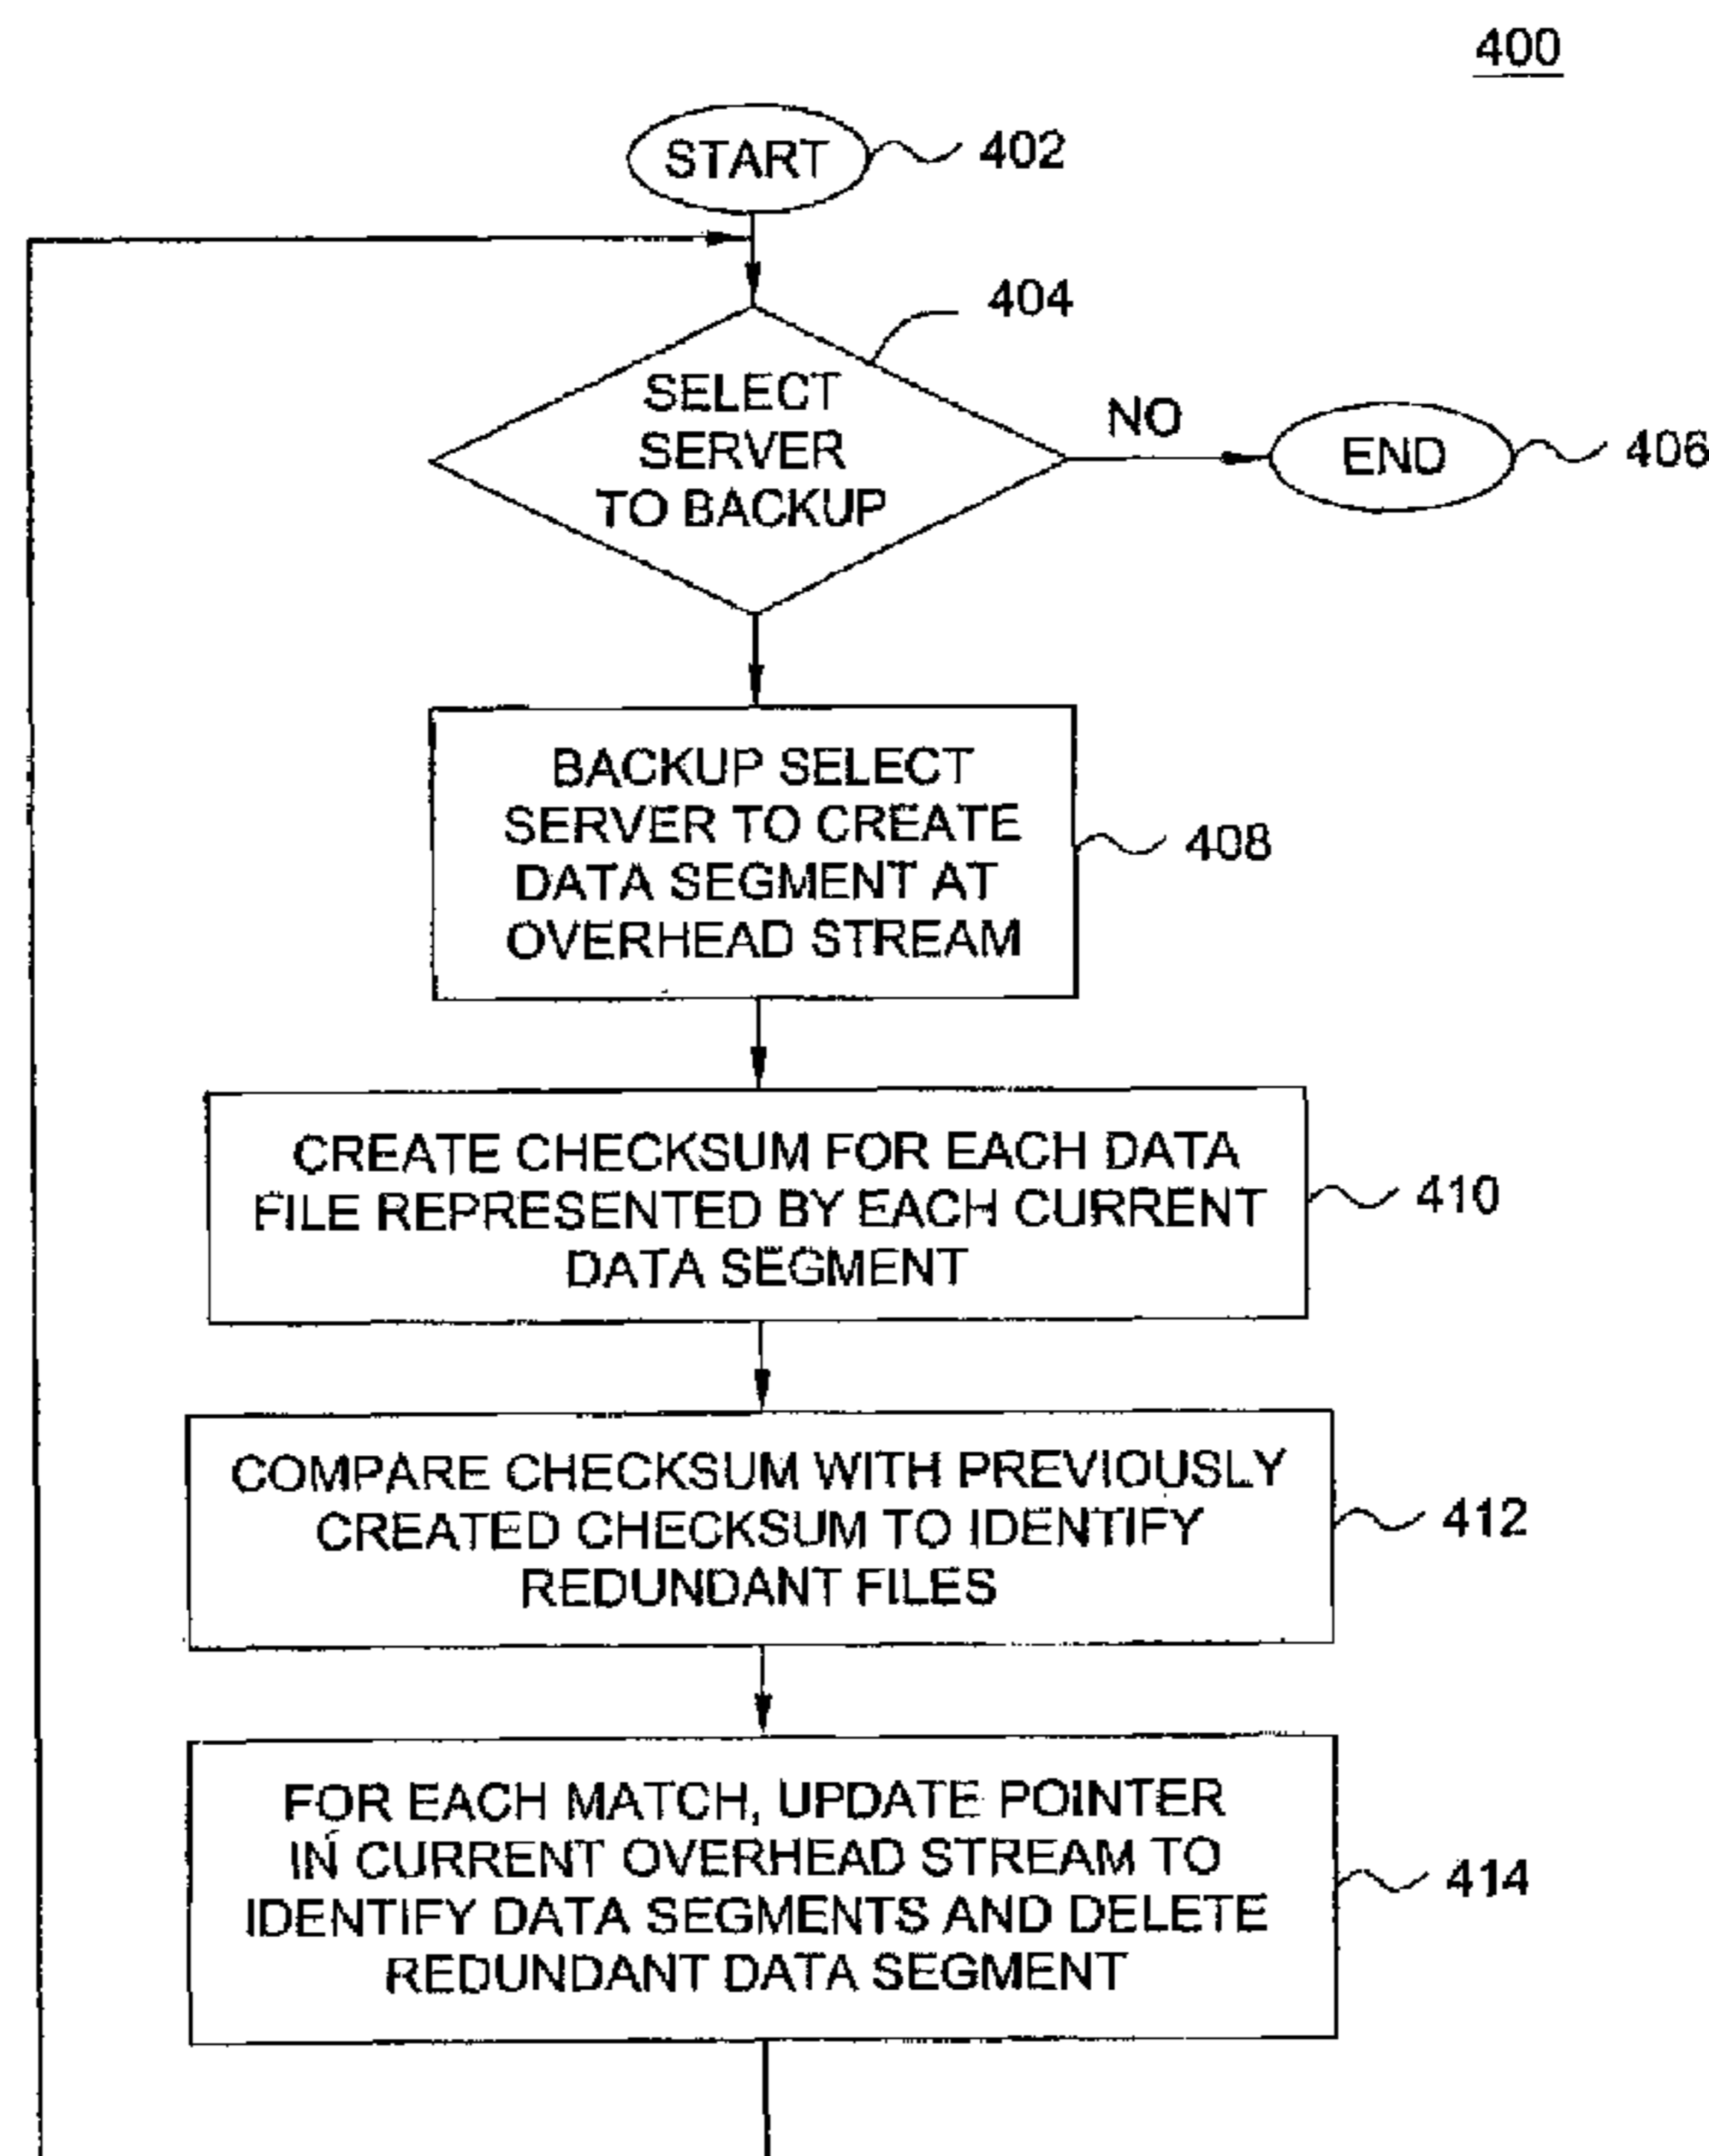 400
START
402
404
SELECT
SERVER
TO BACKUP
NO
END
406
BACKUP SELECT
SERVER TO CREATE
DATA SEGMENT AT
OVERHEAD STREAM
408
CREATE CHECKSUM FOR EACH DATA
FILE REPRESENTED BY EACH CURRENT
DATA SEGMENT
410
COMPARE CHECKSUM WITH PREVIOUSLY
CREATED CHECKSUM TO IDENTIFY
REDUNDANT FILES
412
FOR EACH MATCH, UPDATE POINTER
IN CURRENT OVERHEAD STREAM TO
IDENTIFY DATA SEGMENTS AND DELETE
REDUNDANT DATA SEGMENT
414